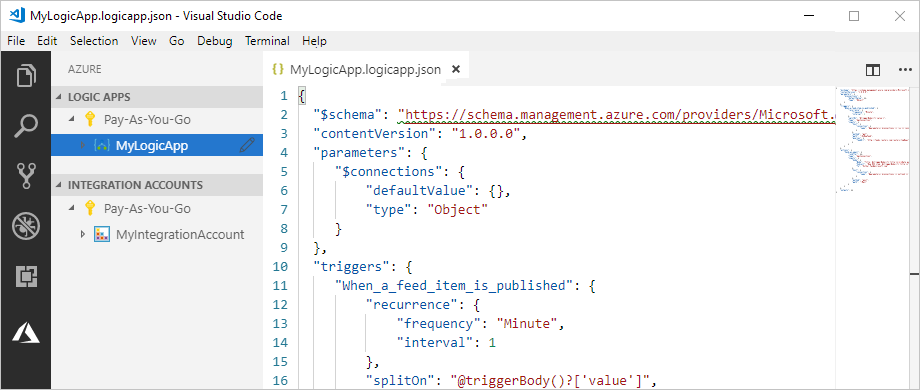 MyLogicApp.logicapp.json - Visual Studio Code
File Edit Selection View Go Debug Terminal Help
AZURE
LOGIC APPS
Pay-As-You-Go
MyLogicApp
INTEGRATION ACCOUNTS
Pay-As-You-Go
MyIntegrationAccount
{} MyLogicApp.logicapp.json ×
1 {
2 "$schema": "https://schema.management.azure.com/providers/Microsoft.
3 "contentVersion": "1.0.0.0",
4 "parameters": {
5 "$connections": {
6 "defaultValue": {},
7 "type": "Object"
8 }
9 },
10 "triggers": {
11 "When_a_feed_item_is_published": {
12 "recurrence": {
13 "frequency": "Minute",
14 "interval": 1
15 },
16 "splitOn": "@triggerBody()?['value']",